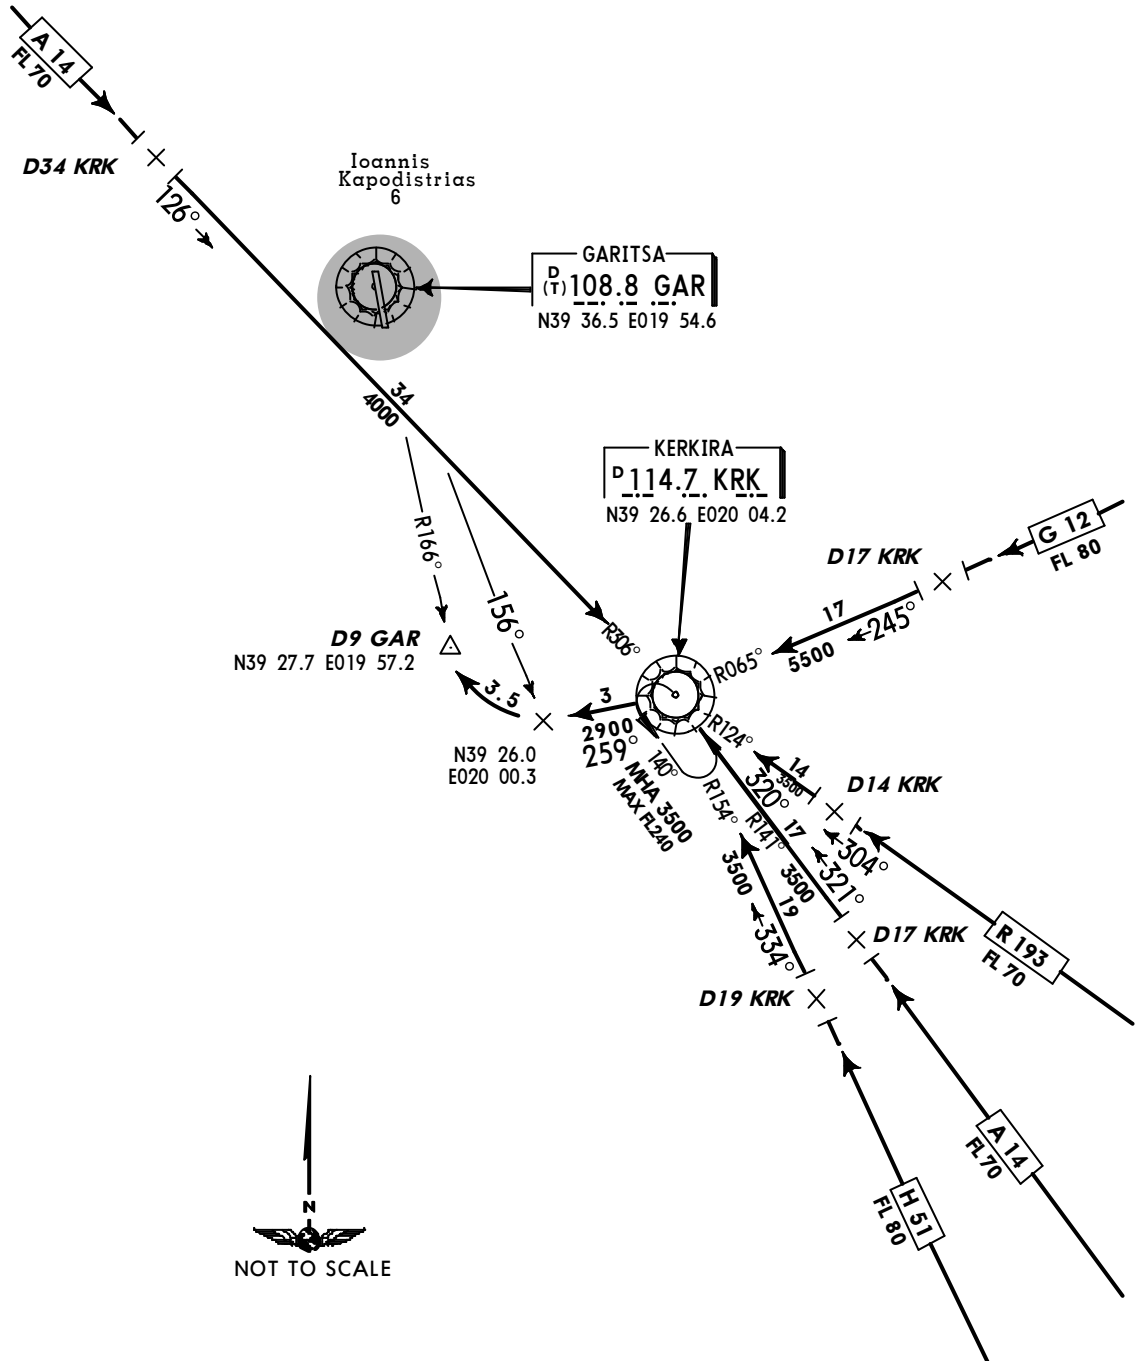 A 14
FL 70
D34 KRK
126°
Ioannis
Kapodistrias
6
GARITSA
D
(T) 108.8 GAR
N39 36.5 E019 54.6
34
4000
KERKIRA
D 114.7 KRK
N39 26.6 E020 04.2
G 12
FL 80
D17 KRK
17
245°
5500
R065°
R306°
R166°
156°
D9 GAR
N39 27.7 E019 57.2
3.5
3
2900
259°
N39 26.0
E020 00.3
140°
MHA 3500
MAX FL240
R124°
14
3500
D14 KRK
304°
R 193
FL 70
320°
R141°
17
3500
321°
D17 KRK
A 14
FL 70
R154°
3500
19
334°
D19 KRK
H 51
FL 80
N
NOT TO SCALE